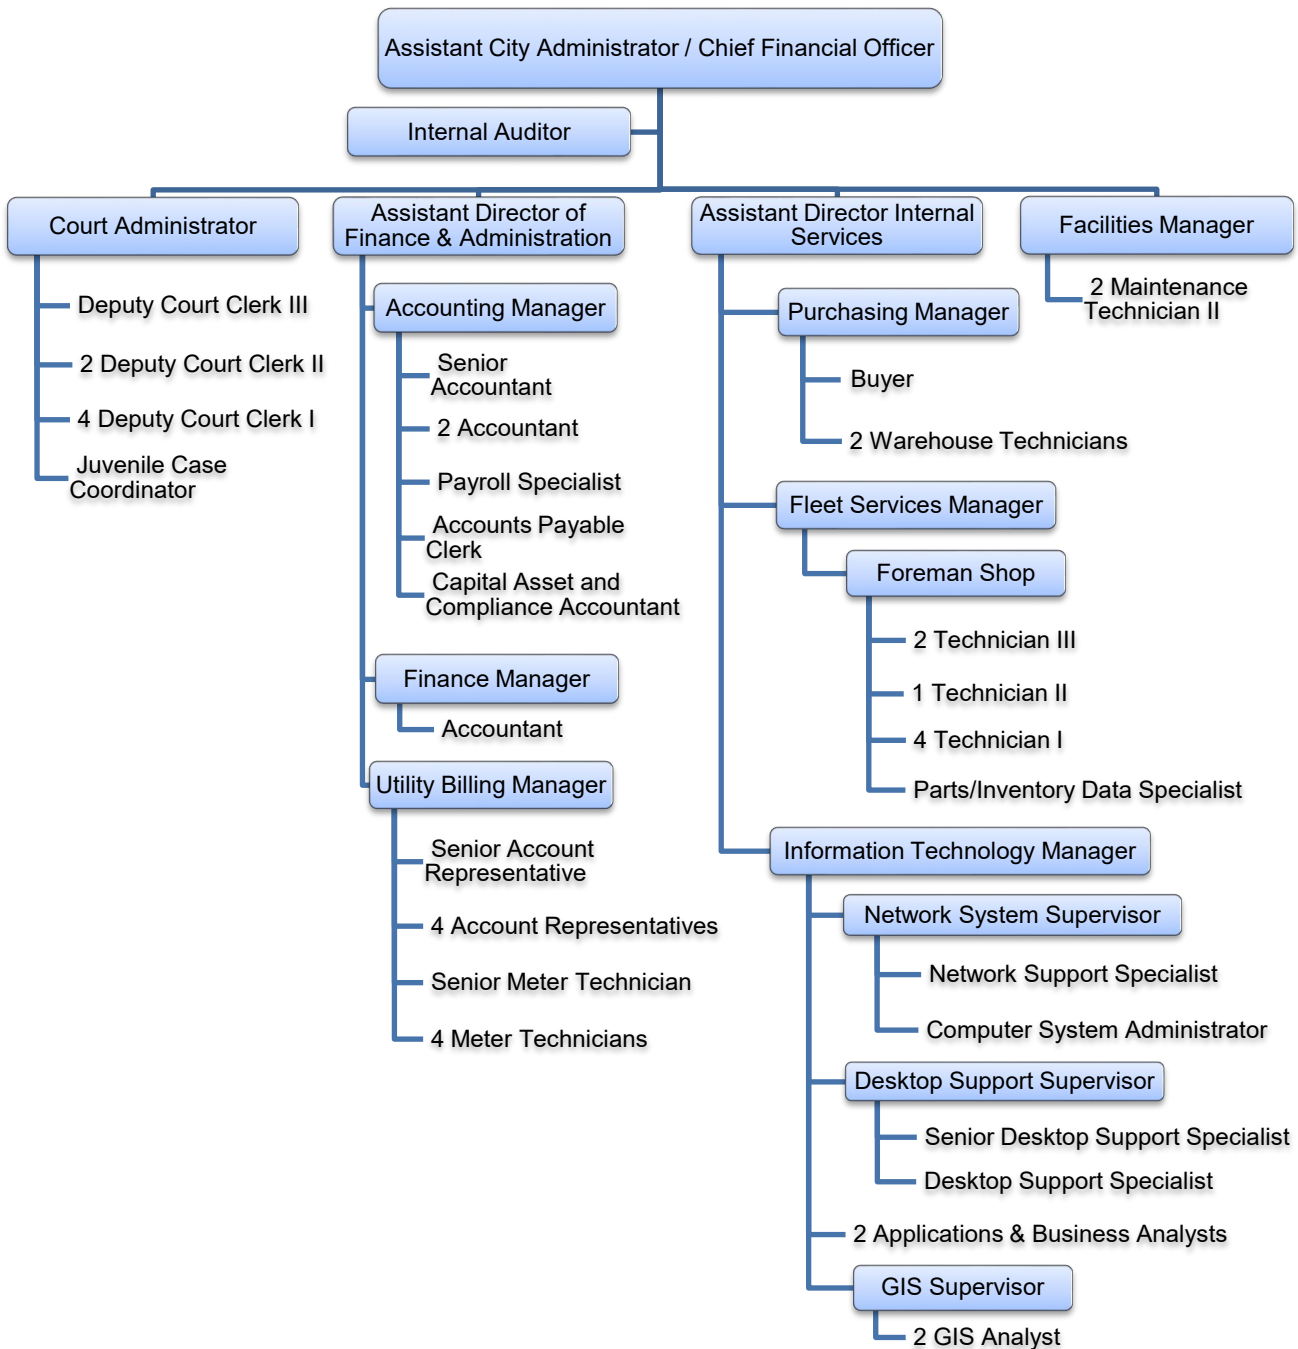 Assistant City Administrator / Chief Financial Officer
Internal Auditor
Court Administrator
Deputy Court Clerk III
2 Deputy Court Clerk II
4 Deputy Court Clerk I
Juvenile Case
Coordinator
Assistant Director of
Finance & Administration
Accounting Manager
Senior
Accountant
2 Accountant
Payroll Specialist
Accounts Payable
Clerk
Capital Asset and
Compliance Accountant
Finance Manager
Accountant
Utility Billing Manager
Senior Account
Representative
4 Account Representatives
Senior Meter Technician
4 Meter Technicians
Assistant Director Internal
Services
Purchasing Manager
Buyer
2 Warehouse Technicians
Fleet Services Manager
Foreman Shop
2 Technician III
1 Technician II
4 Technician I
Parts/Inventory Data Specialist
Information Technology Manager
Network System Supervisor
Network Support Specialist
Computer System Administrator
Desktop Support Supervisor
Senior Desktop Support Specialist
Desktop Support Specialist
2 Applications & Business Analysts
GIS Supervisor
2 GIS Analyst
Facilities Manager
2 Maintenance
Technician II